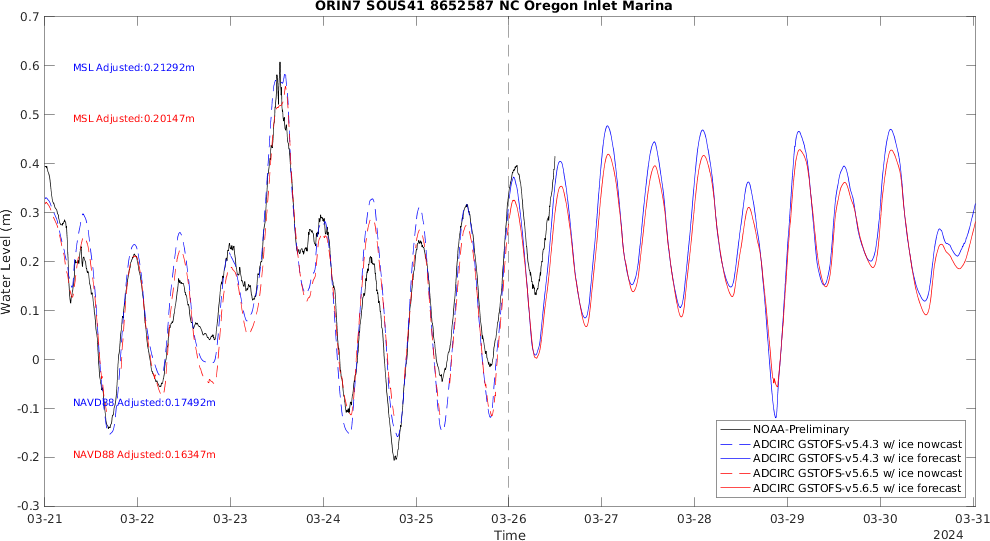 ORIN7 SOUS41 8652587 NC Oregon Inlet Marina
0.7
0.6
0.5
0.4
0.3
0.2
0.1
0
-0.1
-0.2
-0.3
Water Level (m)
MSL Adjusted:0.21292m
MSL Adjusted:0.20147m
NAVD88 Adjusted:0.17492m
NAVD88 Adjusted:0.16347m
NOAA-Preliminary
ADCIRC GSTOFS-v5.4.3 w/ ice nowcast
ADCIRC GSTOFS-v5.4.3 w/ ice forecast
ADCIRC GSTOFS-v5.6.5 w/ ice nowcast
ADCIRC GSTOFS-v5.6.5 w/ ice forecast
03-21 03-22 03-23 03-24 03-25 03-26 03-27 03-28 03-29 03-30 03-31
Time
2024